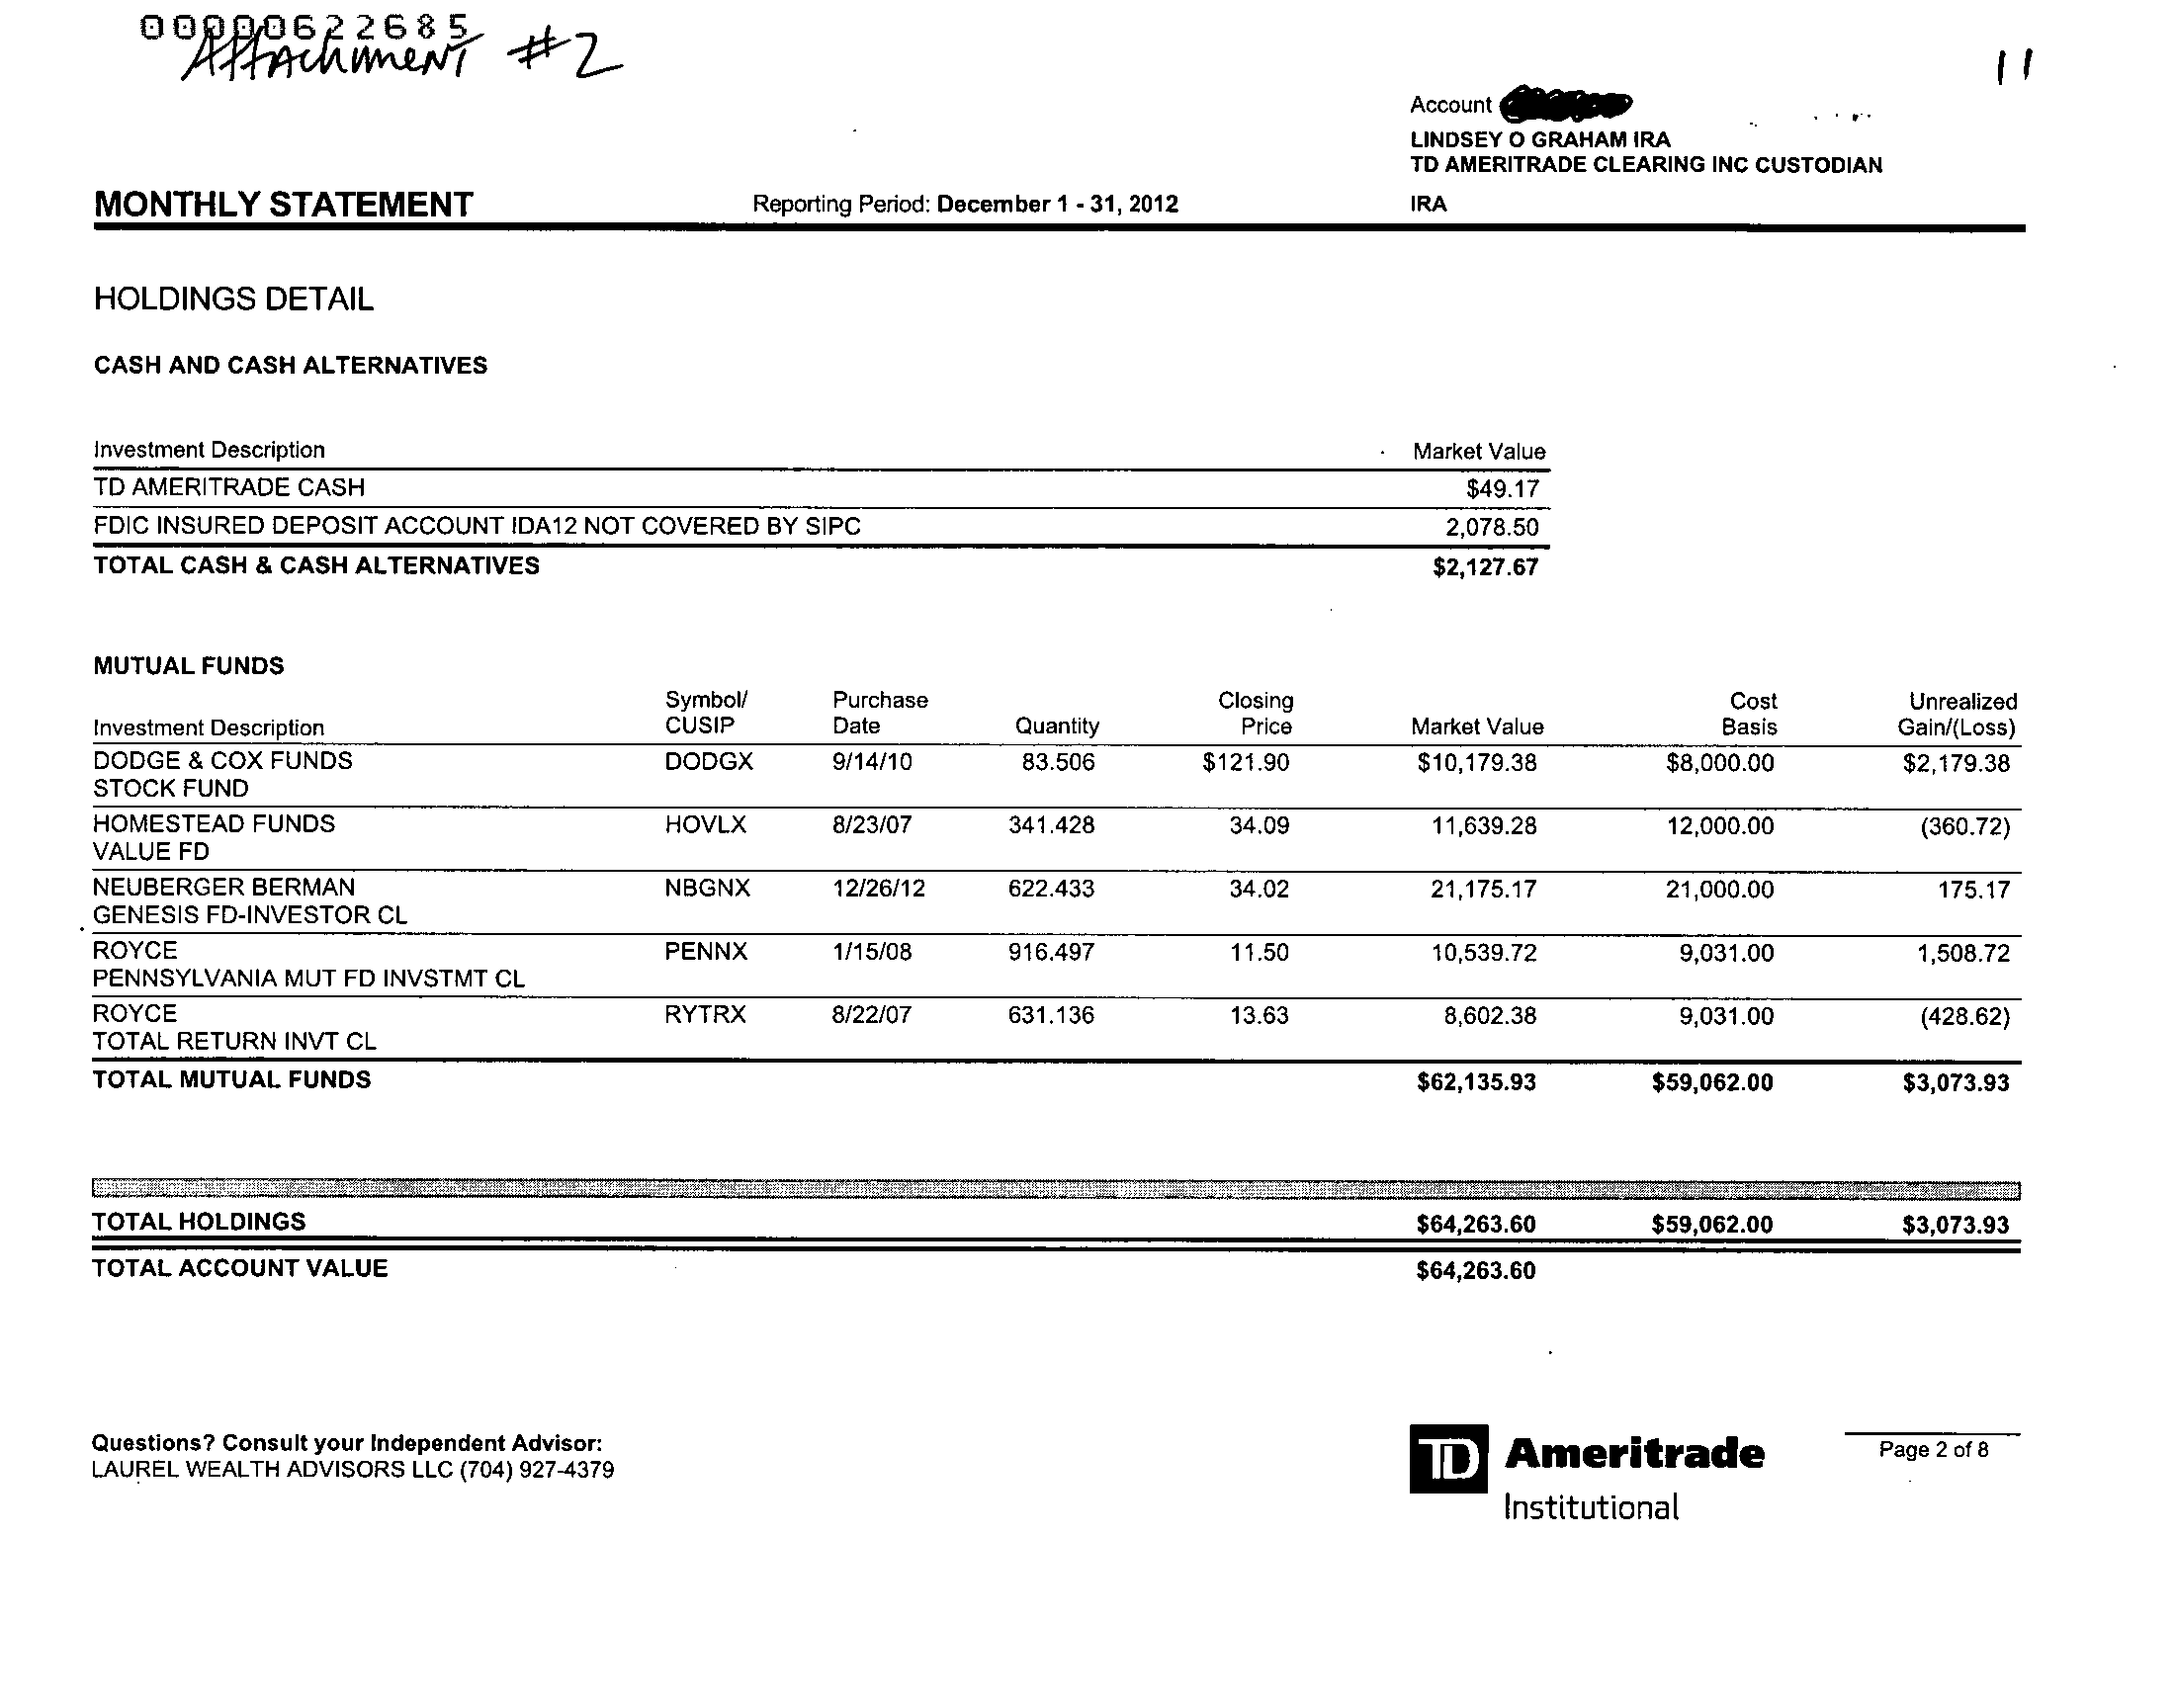 00000622685
Attachment #2
11
Account
LINDSEY O GRAHAM IRA
TD AMERITRADE CLEARING INC CUSTODIAN
MONTHLY STATEMENT Reporting Period: December 1 - 31, 2012 IRA
HOLDINGS DETAIL
CASH AND CASH ALTERNATIVES
Investment Description Market Value
TD AMERITRADE CASH $49.17
FDIC INSURED DEPOSIT ACCOUNT IDA12 NOT COVERED BY SIPC 2,078.50
TOTAL CASH & CASH ALTERNATIVES $2,127.67
MUTUAL FUNDS
Symbol/ Purchase Closing Cost Unrealized
Investment Description CUSIP Date Quantity Price Market Value Basis Gain/(Loss)
DODGE & COX FUNDS DODGX 9/14/10 83.506 $121.90 $10,179.38 $8,000.00 $2,179.38
STOCK FUND
HOMESTEAD FUNDS HOVLX 8/23/07 341.428 34.09 11,639.28 12,000.00 (360.72)
VALUE FD
NEUBERGER BERMAN NBGNX 12/26/12 622.433 34.02 21,175.17 21,000.00 175.17
GENESIS FD-INVESTOR CL
ROYCE PENNX 1/15/08 916.497 11.50 10,539.72 9,031.00 1,508.72
PENNSYLVANIA MUT FD INVSTMT CL
ROYCE RYTRX 8/22/07 631.136 13.63 8,602.38 9,031.00 (428.62)
TOTAL RETURN INVT CL
TOTAL MUTUAL FUNDS $62,135.93 $59,062.00 $3,073.93
TOTAL HOLDINGS $64,263.60 $59,062.00 $3,073.93
TOTAL ACCOUNT VALUE $64,263.60
Questions? Consult your Independent Advisor:
LAUREL WEALTH ADVISORS LLC (704) 927-4379
TD Ameritrade
Institutional
Page 2 of 8